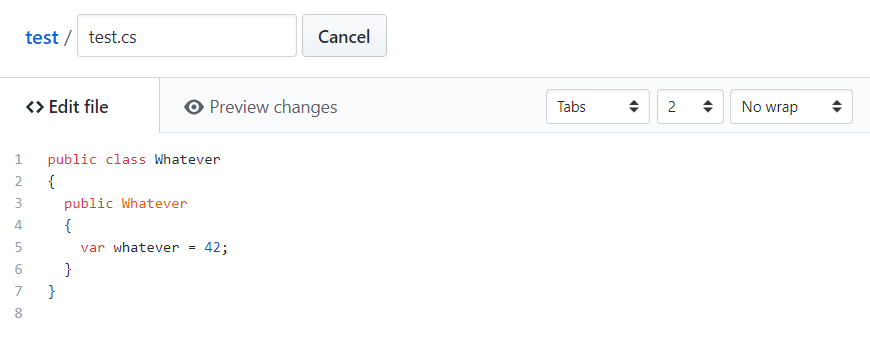 test / test.cs Cancel
<> Edit file Preview changes Tabs 2 No wrap
1 public class Whatever
2 {
3 public Whatever
4 {
5 var whatever = 42;
6 }
7 }
8